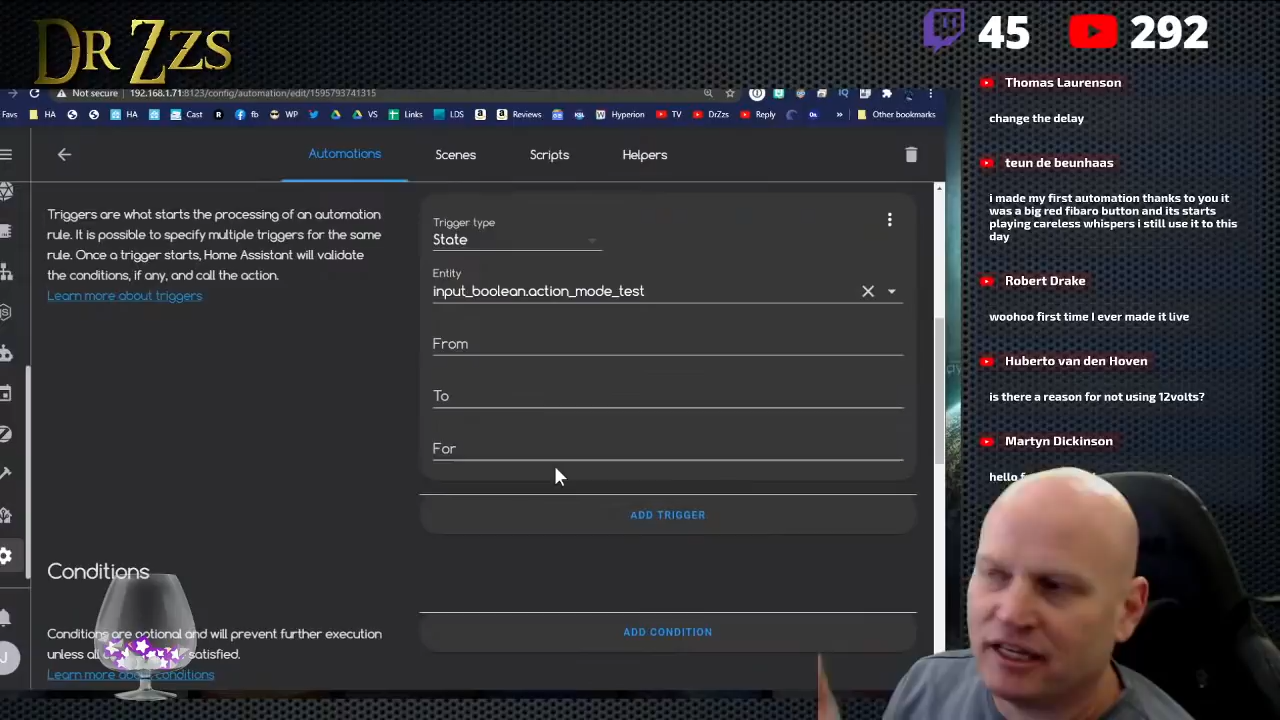 DR ZZS
45
292
Not secure
192.168.1.71:8123/config/automation/edit/1595793741315
Favs
HA
HA
Cast
fb
WP
VS
Links
LDS
Reviews
Hyperion
TV
DrZzs
Reply
»
Other bookmarks
Automations
Scenes
Scripts
Helpers
Triggers are what starts the processing of an automation
rule. It is possible to specify multiple triggers for the same
rule. Once a trigger starts, Home Assistant will validate
the conditions, if any, and call the action.
Learn more about triggers
Trigger type
State
Entity
input_boolean.action_mode_test
From
To
For
ADD TRIGGER
Conditions
Conditions are optional and will prevent further execution
unless all satisfied.
Learn more about conditions
ADD CONDITION
J
Thomas Laurenson
change the delay
teun de beunhaas
i made my first automation thanks to you it
was a big red fibaro button and its starts
playing careless whispers i still use it to this
day
Robert Drake
woohoo first time I ever made it live
Huberto van den Hoven
is there a reason for not using 12volts?
Martyn Dickinson
hello